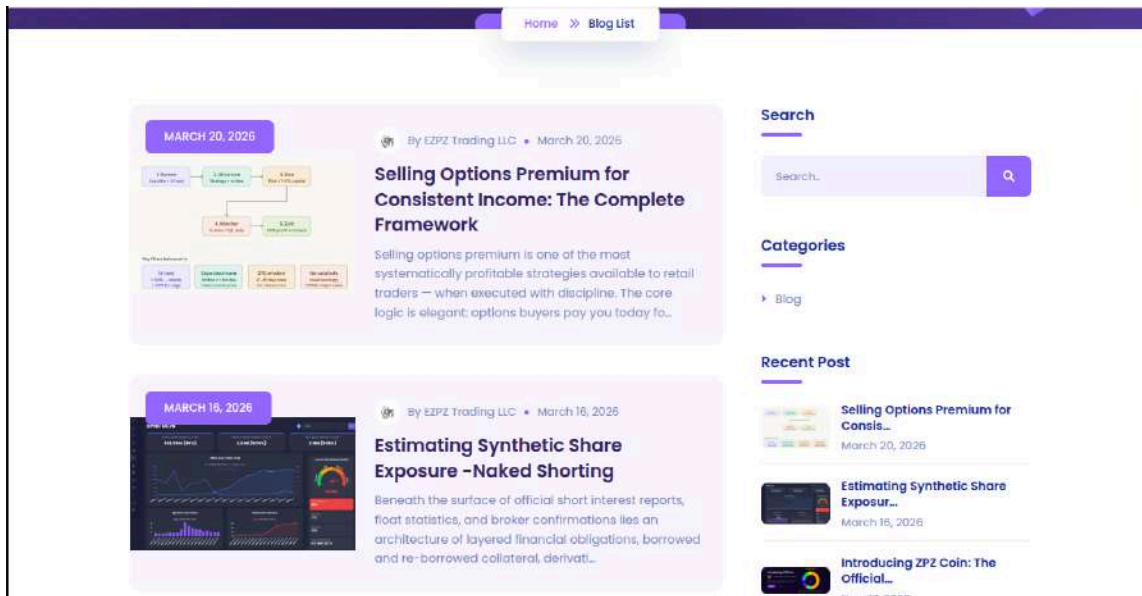 Home » Blog List
MARCH 20, 2026
By EZPZ Trading LLC • March 20, 2026
Selling Options Premium for
Consistent Income: The Complete
Framework
Selling options premium is one of the most
systematically profitable strategies available to retail
traders — when executed with discipline. The core
logic is elegant: options buyers pay you today fo...
MARCH 16, 2026
By EZPZ Trading LLC • March 16, 2026
Estimating Synthetic Share
Exposure -Naked Shorting
Beneath the surface of official short interest reports,
float statistics, and broker confirmations lies an
architecture of layered financial obligations, borrowed
and re-borrowed collateral, derivati...
Search
Search..
Categories
Blog
Recent Post
Selling Options Premium for
Consis...
March 20, 2026
Estimating Synthetic Share
Exposur...
March 16, 2026
Introducing ZPZ Coin: The
Official...